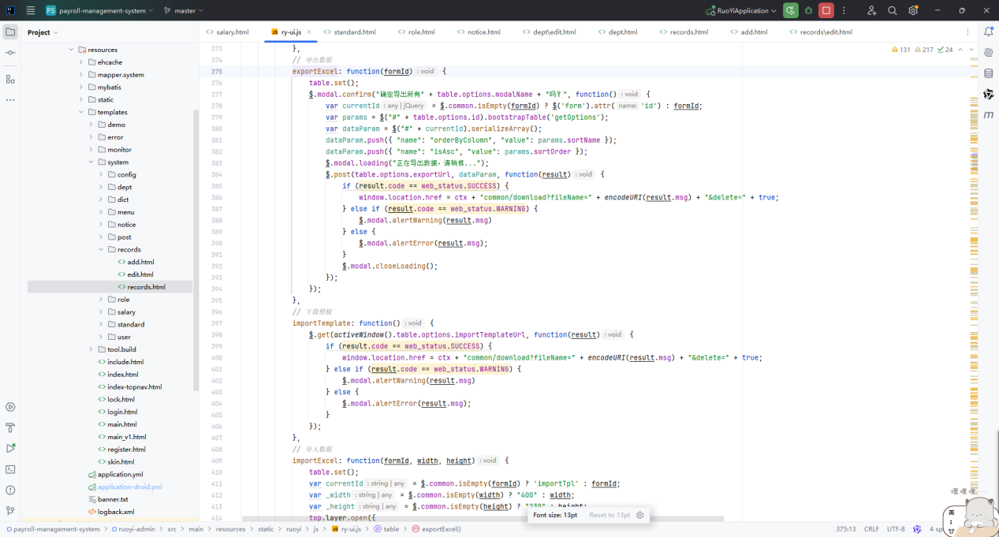 PS payroll-management-system master RuoYiApplication
Project
salary.html ry-ui.js standard.html role.html notice.html dept\edit.html dept.html records.html add.html records\edit.html
131 217 24
resources
ehcache
mapper.system
mybatis
static
templates
demo
error
monitor
system
config
dept
dict
menu
notice
post
records
add.html
edit.html
records.html
role
salary
standard
user
tool.build
include.html
index.html
index-topnav.html
lock.html
login.html
main.html
main_v1.html
register.html
skin.html
application.yml
application-druid.yml
banner.txt
logback.xml
373 },
374 // 导出数据
375 exportExcel: function(formId) : void {
376 table.set();
377 $.modal.confirm("确定导出所有" + table.options.modalName + "吗?", function() : void {
378 var currentId : any | jQuery = $.common.isEmpty(formId) ? $('form').attr( name: 'id') : formId;
379 var params = $("#" + table.options.id).bootstrapTable('getOptions');
380 var dataParam = $("#" + currentId).serializeArray();
381 dataParam.push({ "name": "orderByColumn", "value": params.sortName });
382 dataParam.push({ "name": "isAsc", "value": params.sortOrder });
383 $.modal.loading("正在导出数据，请稍候...");
384 $.post(table.options.exportUrl, dataParam, function(result) : void {
385 if (result.code == web_status.SUCCESS) {
386 window.location.href = ctx + "common/download?fileName=" + encodeURI(result.msg) + "&delete=" + true;
387 } else if (result.code == web_status.WARNING) {
388 $.modal.alertWarning(result.msg)
389 } else {
390 $.modal.alertError(result.msg);
391 }
392 $.modal.closeLoading();
393 });
394 });
395 },
396 // 下载模板
397 importTemplate: function() : void {
398 $.get(activeWindow().table.options.importTemplateUrl, function(result) : void {
399 if (result.code == web_status.SUCCESS) {
400 window.location.href = ctx + "common/download?fileName=" + encodeURI(result.msg) + "&delete=" + true;
401 } else if (result.code == web_status.WARNING) {
402 $.modal.alertWarning(result.msg)
403 } else {
404 $.modal.alertError(result.msg);
405 }
406 });
407 },
408 // 导入数据
409 importExcel: function(formId, width, height) : void {
410 table.set();
411 var currentId : string | any = $.common.isEmpty(formId) ? 'importTpl' : formId;
412 var _width : string | any = $.common.isEmpty(width) ? "400" : width;
413 var _height : string | any = $.common.isEmpty(height) ? "230" : height;
414 top.layer.open({
Font size: 13pt Reset to 13pt
嘿 嘿 嘿
英
payroll-management-system > ruoyi-admin > src > main > resources > static > ruoyi > js > ry-ui.js > table > exportExcel()
375:13 CRLF UTF-8 4 sp